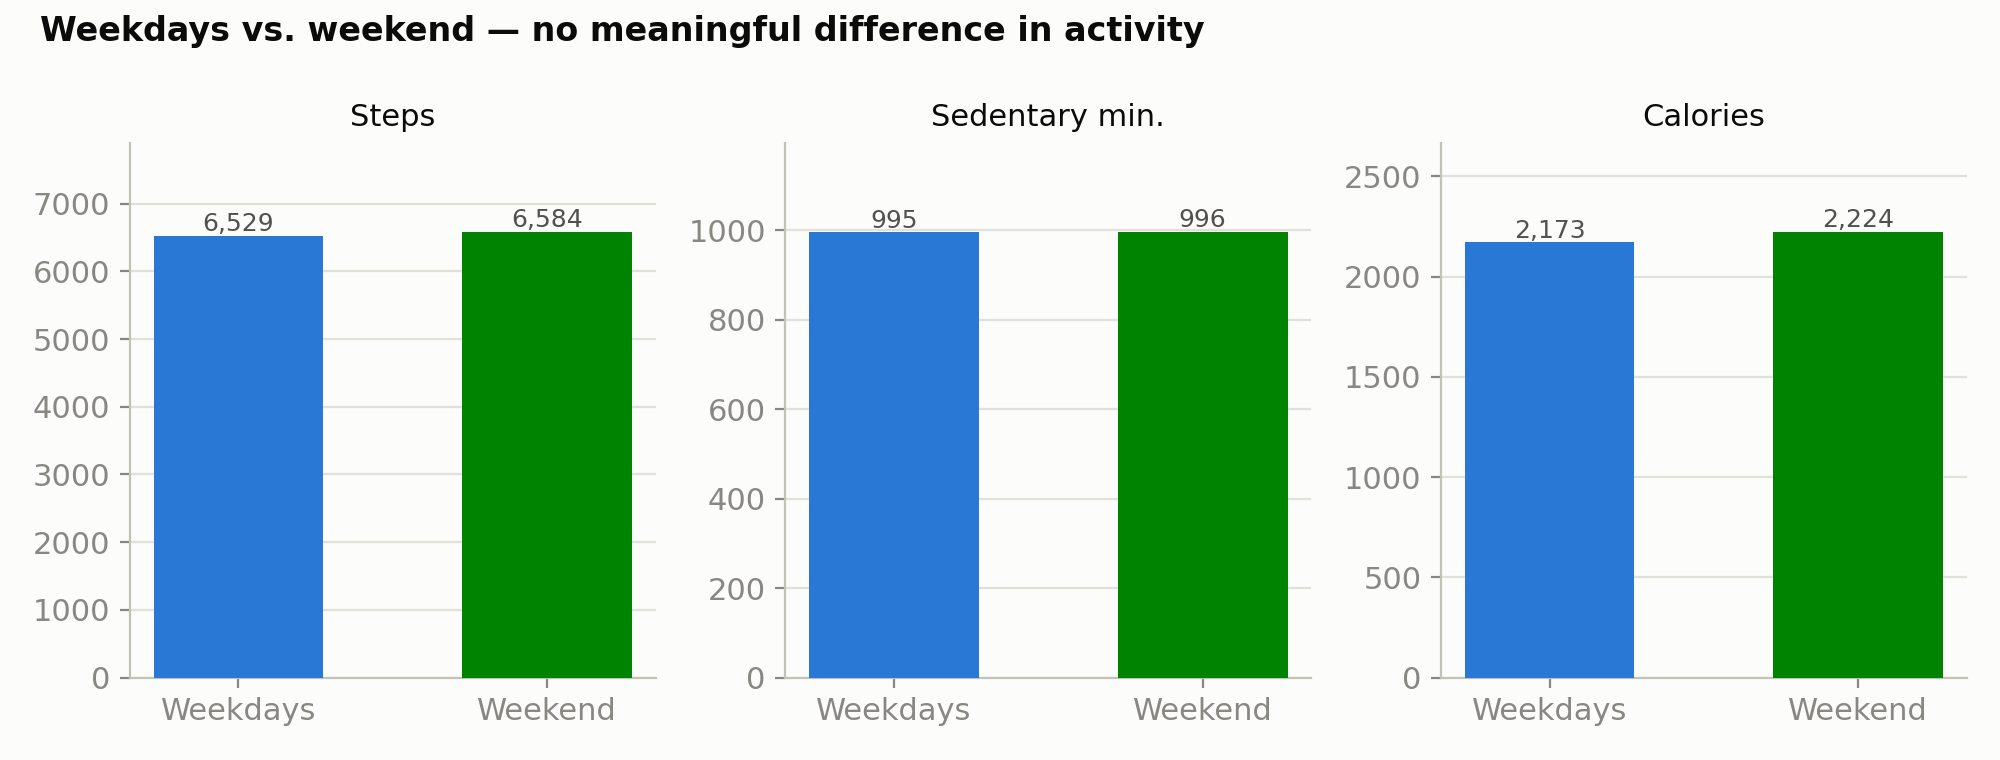 Weekdays vs. weekend — no meaningful difference in activity
Steps
7000
6000
5000
4000
3000
2000
1000
0
6,529
6,584
Weekdays
Weekend
Sedentary min.
1000
800
600
400
200
0
995
996
Weekdays
Weekend
Calories
2500
2000
1500
1000
500
0
2,173
2,224
Weekdays
Weekend